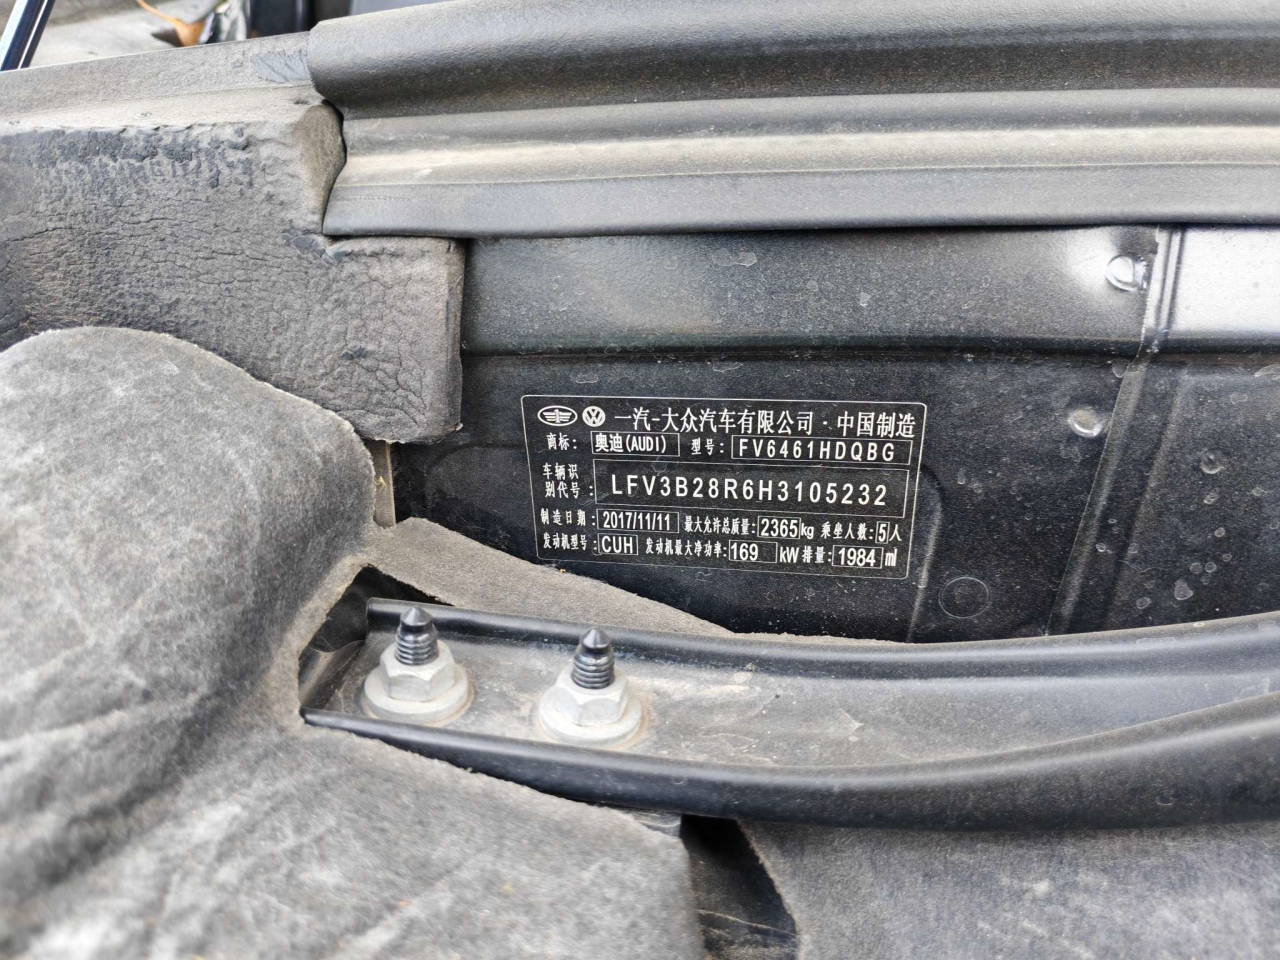 一汽-大众汽车有限公司·中国制造
商标: 奥迪(AUDI) 型号: FV6461HDQBG
车辆识别代号: LFV3B28R6H3105232
制造日期: 2017/11/11 最大允许总质量: 2365kg 乘坐人数: 5人
发动机型号: CUH 发动机最大净功率: 169 kW 排量: 1984 ml